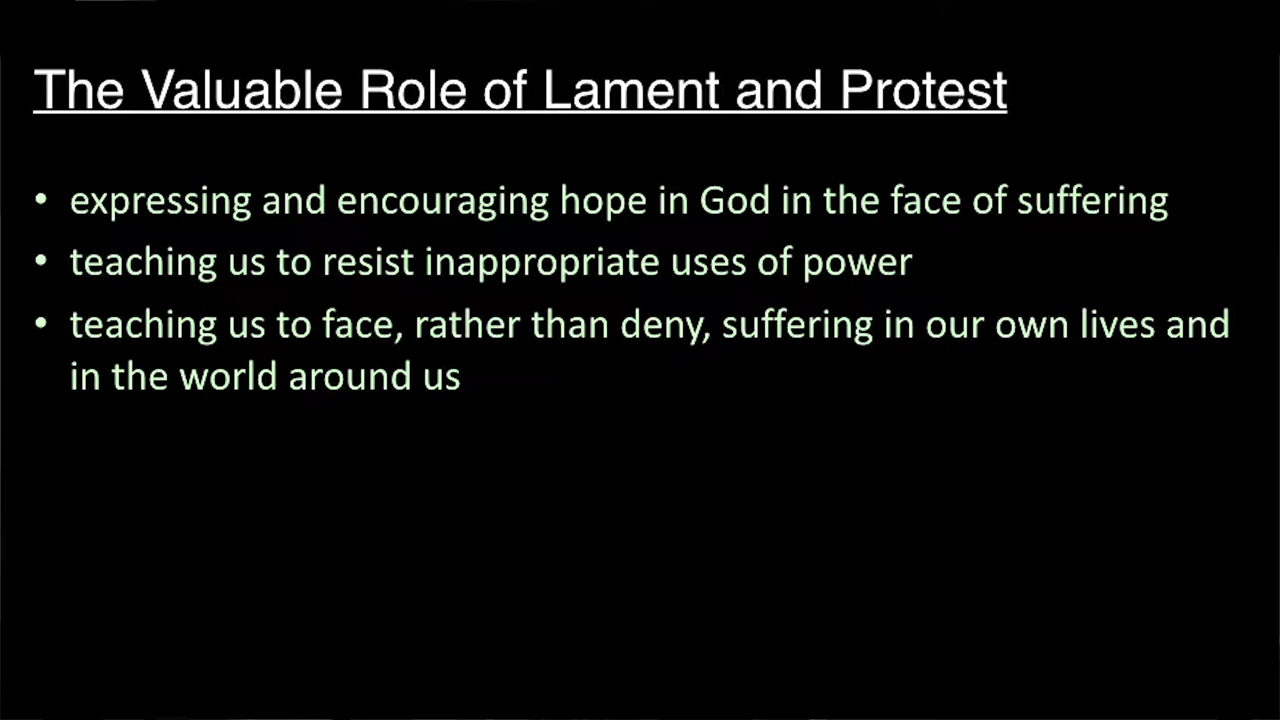 The Valuable Role of Lament and Protest
• expressing and encouraging hope in God in the face of suffering
• teaching us to resist inappropriate uses of power
• teaching us to face, rather than deny, suffering in our own lives and
in the world around us